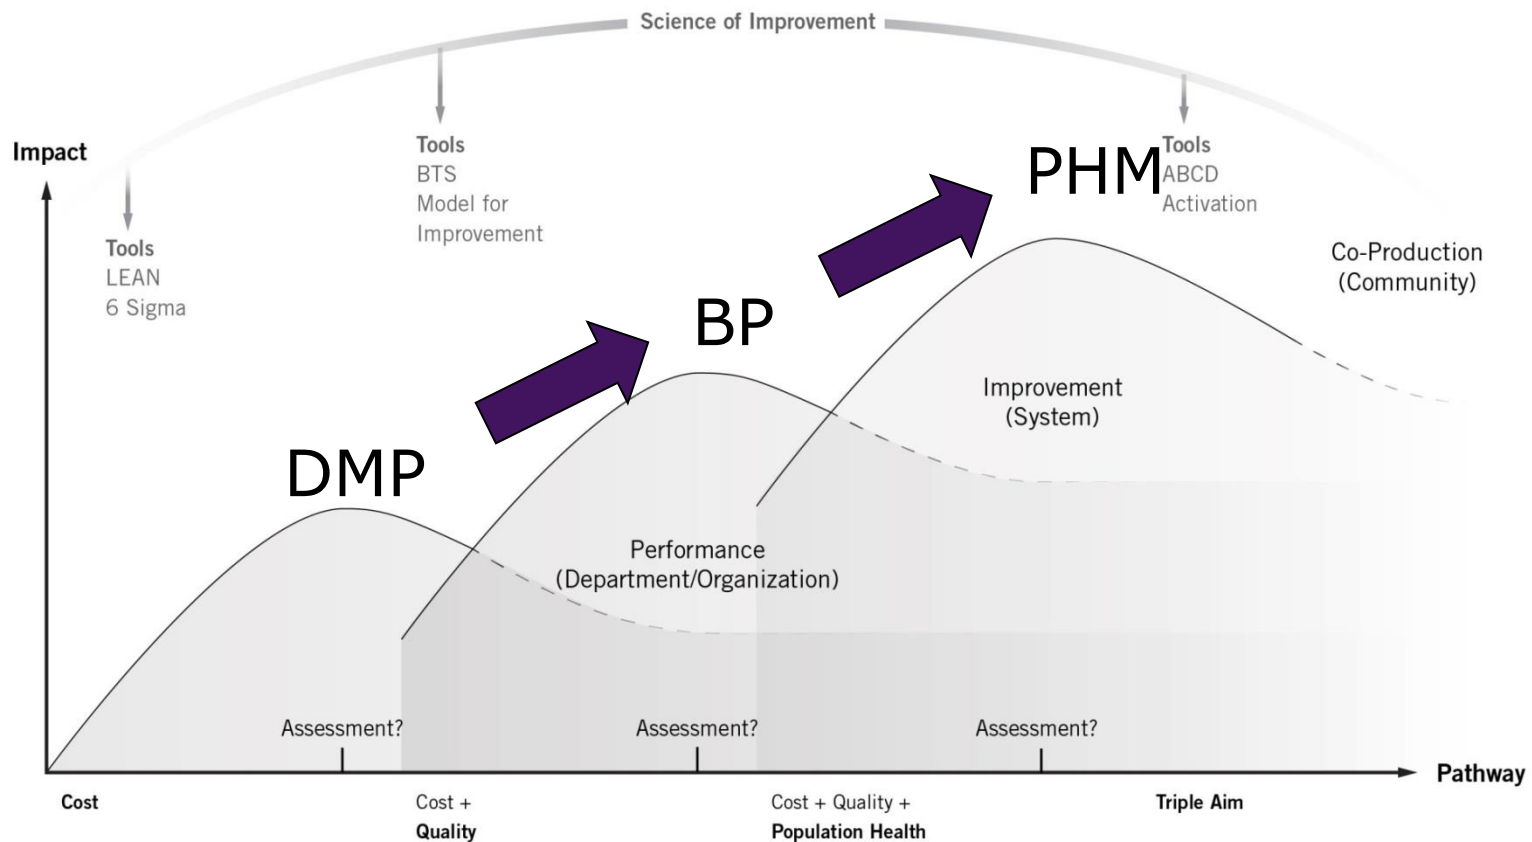 Science of Improvement
Impact
Tools
LEAN
6 Sigma
Tools
BTS
Model for
Improvement
Tools
ABCD
Activation
PHM
BP
DMP
Co-Production
(Community)
Improvement
(System)
Performance
(Department/Organization)
Assessment?
Assessment?
Assessment?
Pathway
Cost
Cost +
Quality
Cost + Quality +
Population Health
Triple Aim